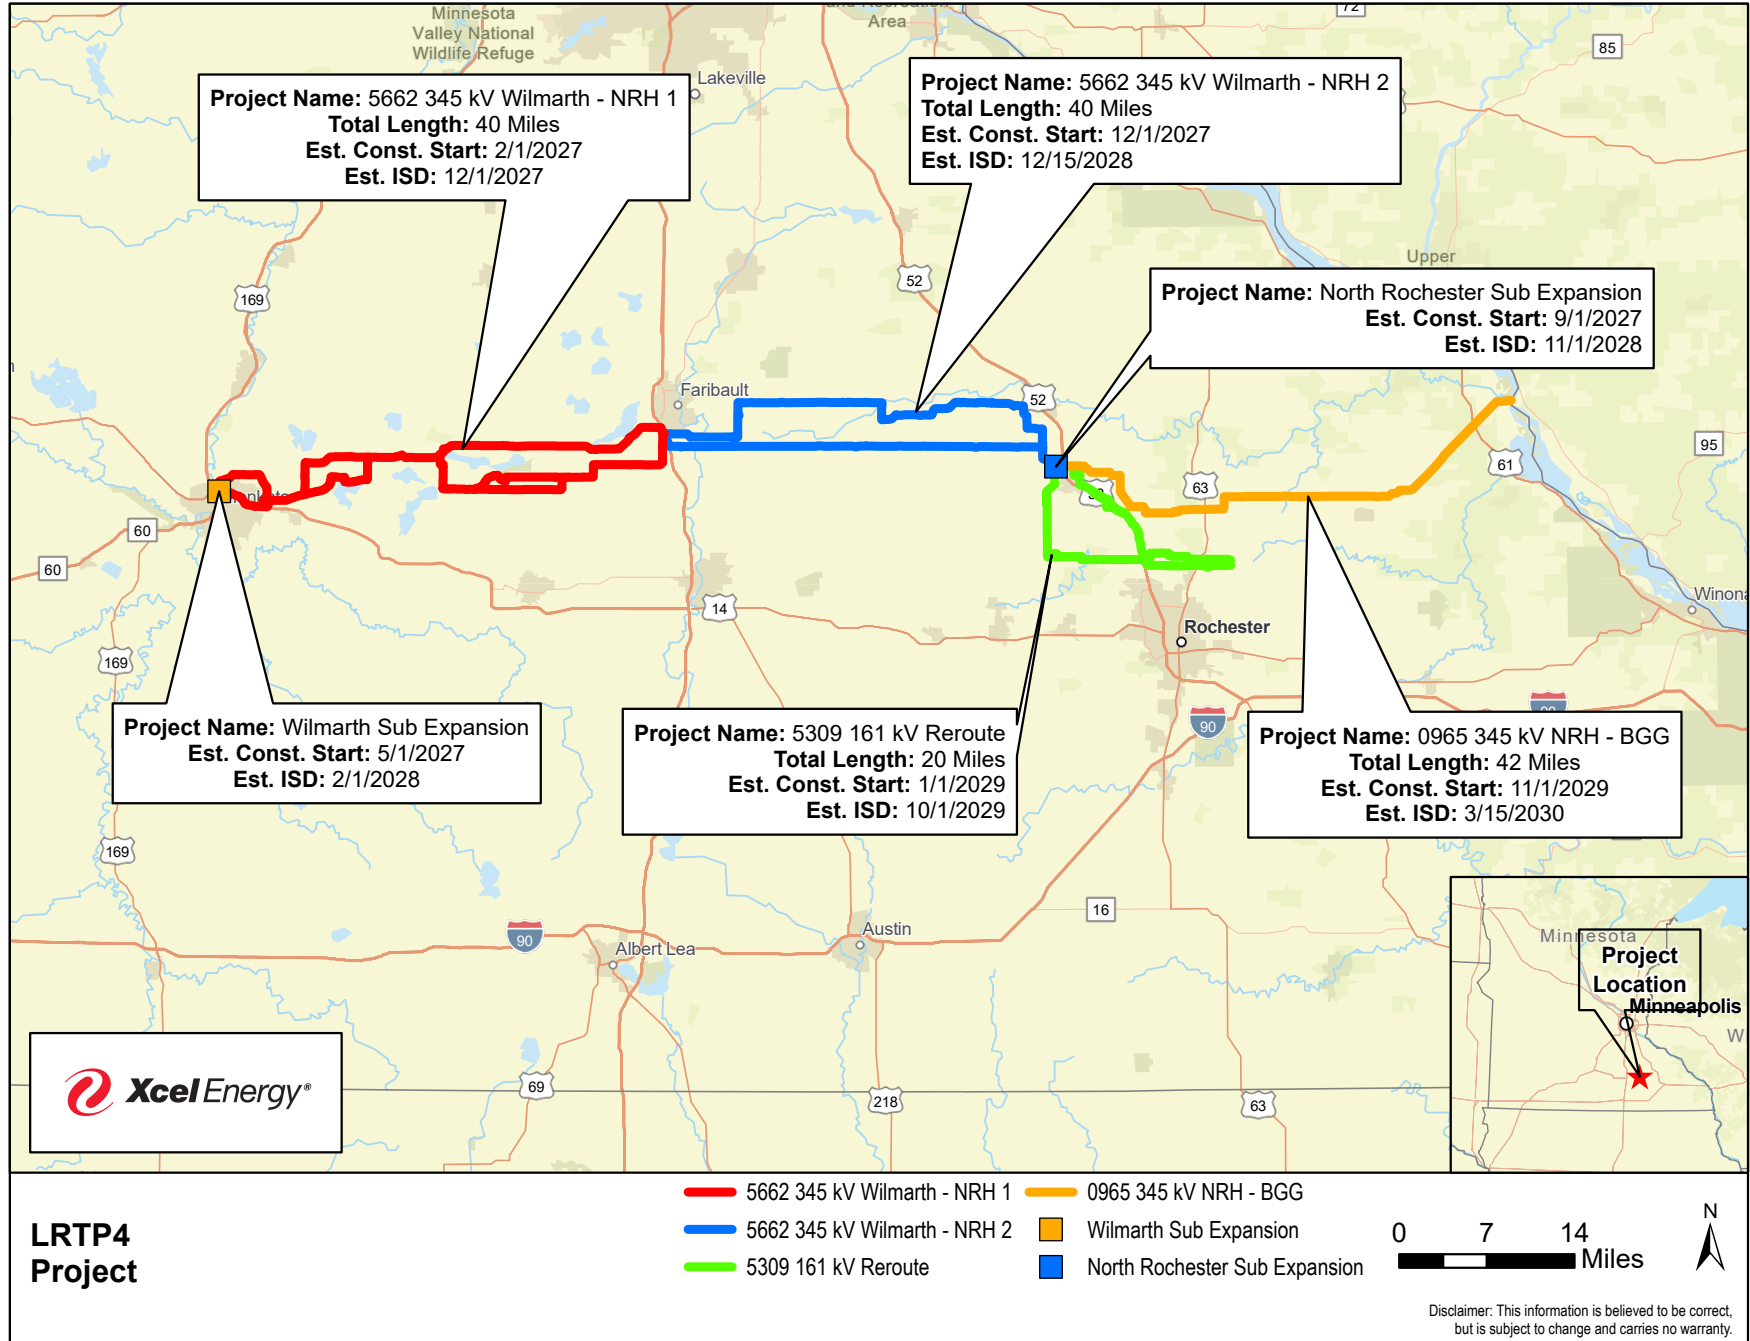 Minnesota
Valley National
Wildlife Refuge
Area
72
85
Lakeville
Project Name: 5662 345 kV Wilmarth - NRH 1
Total Length: 40 Miles
Est. Const. Start: 2/1/2027
Est. ISD: 12/1/2027
Project Name: 5662 345 kV Wilmarth - NRH 2
Total Length: 40 Miles
Est. Const. Start: 12/1/2027
Est. ISD: 12/15/2028
Upper
52
169
Project Name: North Rochester Sub Expansion
Est. Const. Start: 9/1/2027
Est. ISD: 11/1/2028
Faribault
52
95
61
63
60
60
14
Winona
Rochester
169
90
Project Name: Wilmarth Sub Expansion
Est. Const. Start: 5/1/2027
Est. ISD: 2/1/2028
Project Name: 5309 161 kV Reroute
Total Length: 20 Miles
Est. Const. Start: 1/1/2029
Est. ISD: 10/1/2029
Project Name: 0965 345 kV NRH - BGG
Total Length: 42 Miles
Est. Const. Start: 11/1/2029
Est. ISD: 3/15/2030
90
169
16
90
Albert Lea
Austin
Minnesota
Project
Location
Minneapolis
W
Xcel Energy®
69
218
63
LRTP4
Project
5662 345 kV Wilmarth - NRH 1
5662 345 kV Wilmarth - NRH 2
5309 161 kV Reroute
0965 345 kV NRH - BGG
Wilmarth Sub Expansion
North Rochester Sub Expansion
0 7 14
Miles
N
Disclaimer: This information is believed to be correct,
but is subject to change and carries no warranty.